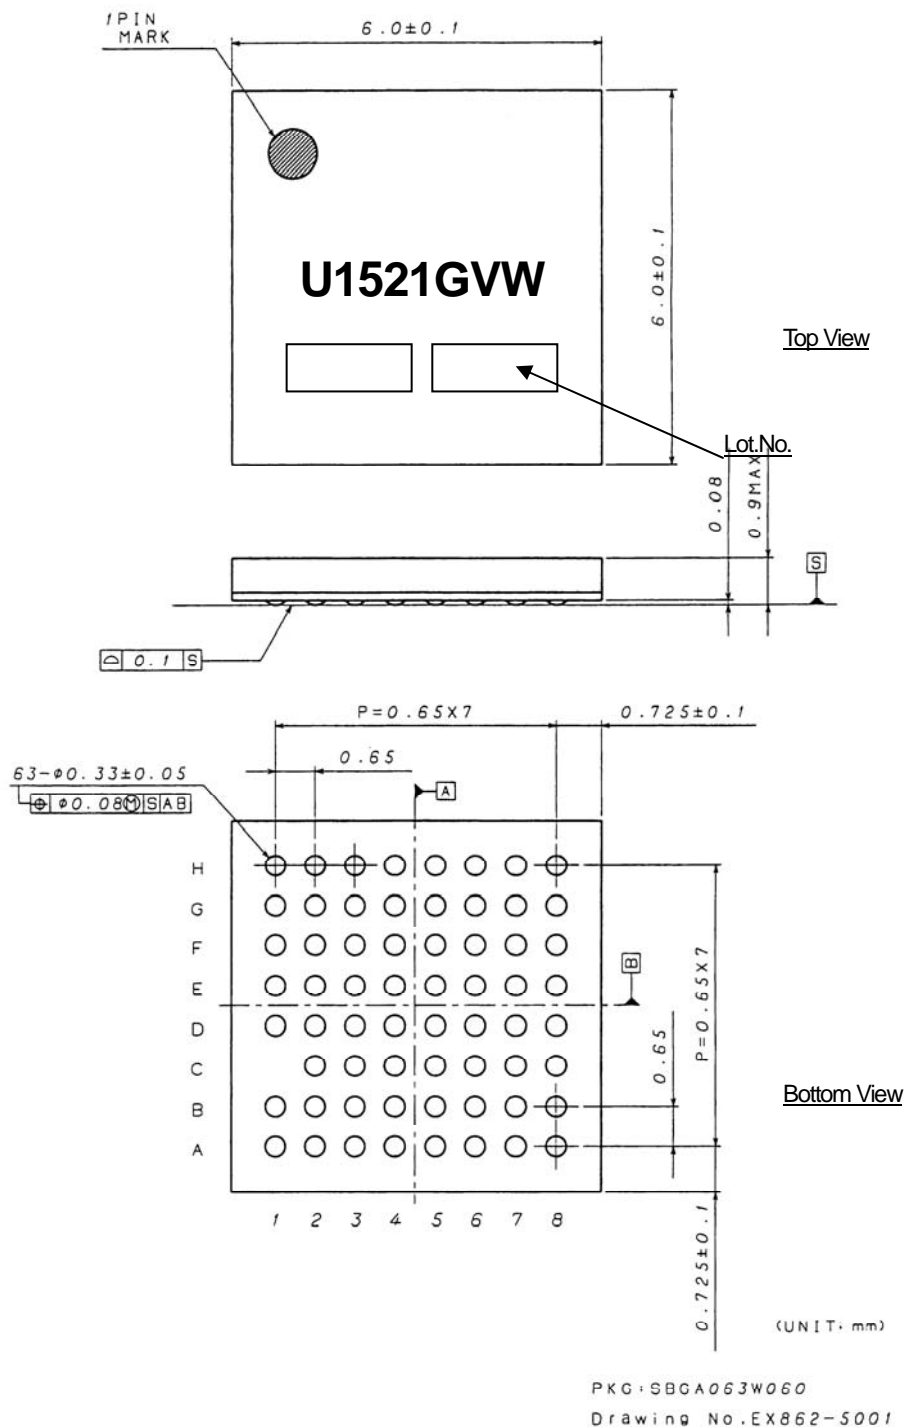 1PIN
MARK
6.0±0.1
6.0±0.1
U1521GVW
Top View
Lot.No.
0.08
0.9MAX
S
⌓ 0.1 S
P=0.65X7
0.725±0.1
0.65
63-φ0.33±0.05
⌖ φ0.08Ⓜ S A B
A
H
G
F
E
D
C
B
A
B
0.65
P=0.65X7
Bottom View
1 2 3 4 5 6 7 8
0.725±0.1
(UNIT: mm)
PKG:SBGA063W060
Drawing No.EX862-5001